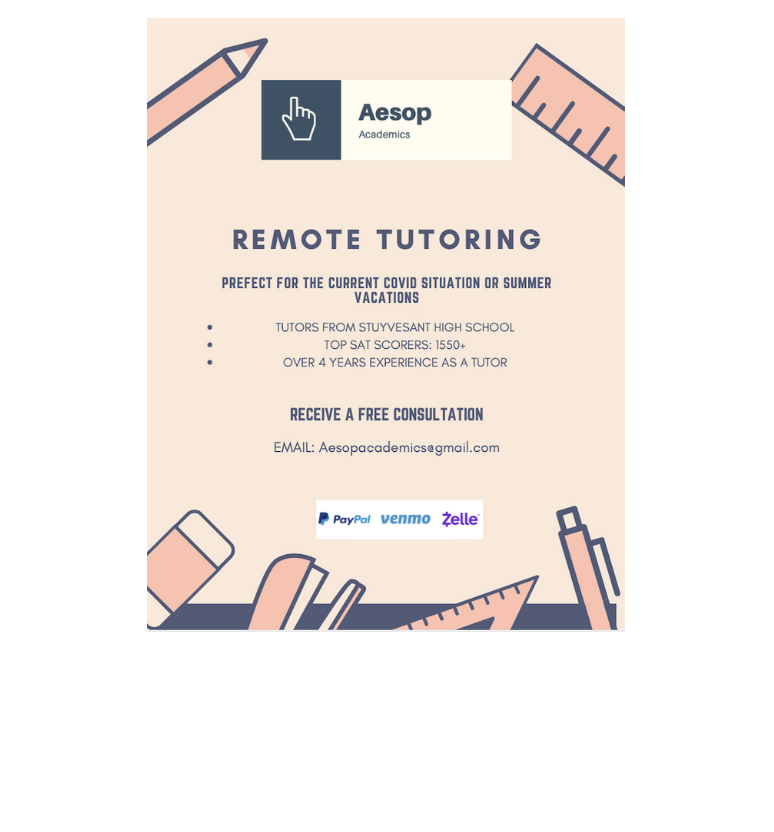 Aesop
Academics
REMOTE TUTORING
PREFECT FOR THE CURRENT COVID SITUATION OR SUMMER
VACATIONS
• TUTORS FROM STUYVESANT HIGH SCHOOL
• TOP SAT SCORERS: 1550+
• OVER 4 YEARS EXPERIENCE AS A TUTOR
RECEIVE A FREE CONSULTATION
EMAIL: Aesopacademics@gmail.com
PayPal venmo Zelle